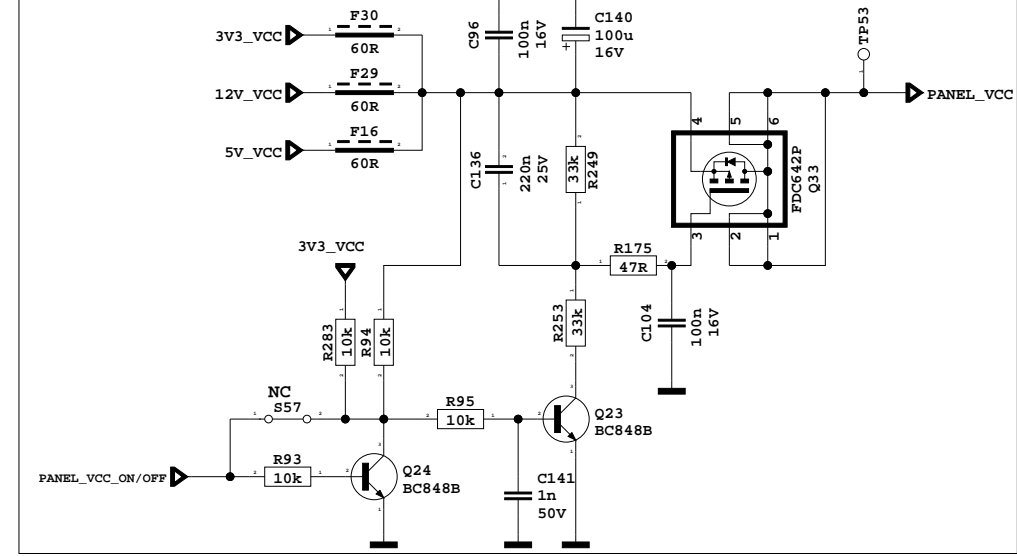 F30
3V3_VCC
60R
F29
12V_VCC
60R
F16
5V_VCC
60R
C96
100n
16V
C140
100u
16V
+
TP53
PANEL_VCC
C136
220n
25V
33k
R249
4
5
6
FDC642P
Q33
3
2
1
3V3_VCC
R175
47R
R283
10k
R94
10k
R253
33k
C104
100n
16V
NC
S57
R95
10k
Q23
BC848B
PANEL_VCC_ON/OFF
R93
10k
Q24
BC848B
C141
1n
50V